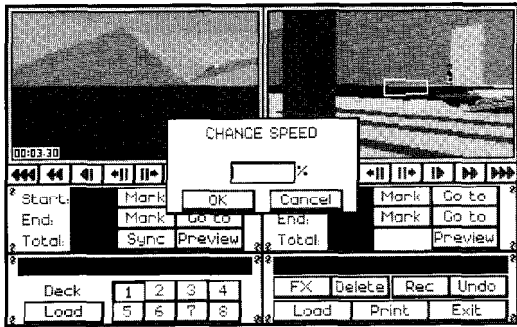 00:03.30
CHANGE SPEED
%
OK Cancel
Start: Mark Mark Go to
End: Mark Go to End: Mark Go to
Total: Sync Preview Total: Preview
Deck 1 2 3 4 FX Delete Rec Undo
Load 5 6 7 8 Load Print Exit